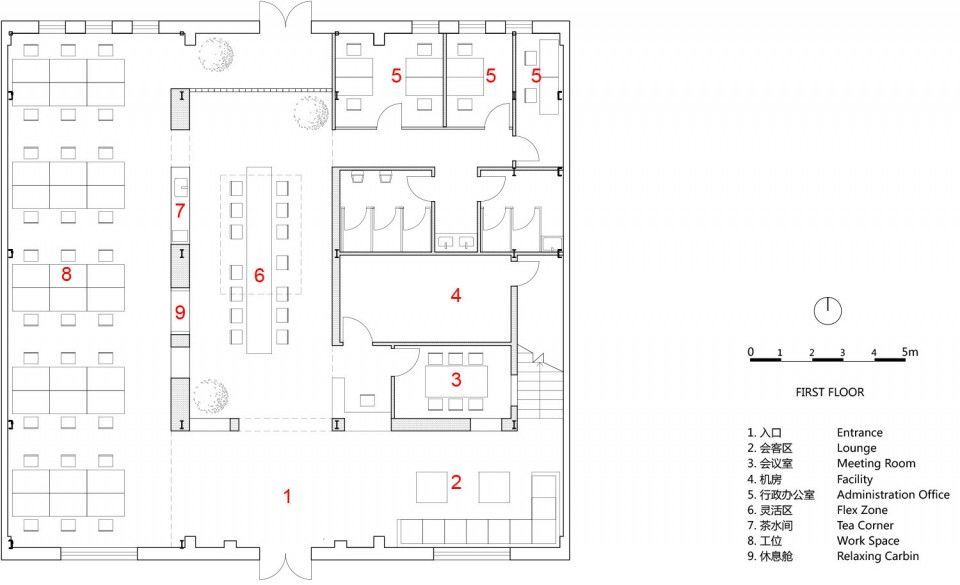 5
5
5
7
6
8
4
9
3
2
1
0 1 2 3 4 5m
FIRST FLOOR
1. 入口 Entrance
2. 会客区 Lounge
3. 会议室 Meeting Room
4. 机房 Facility
5. 行政办公室 Administration Office
6. 灵活区 Flex Zone
7. 茶水间 Tea Corner
8. 工位 Work Space
9. 休息舱 Relaxing Carbin